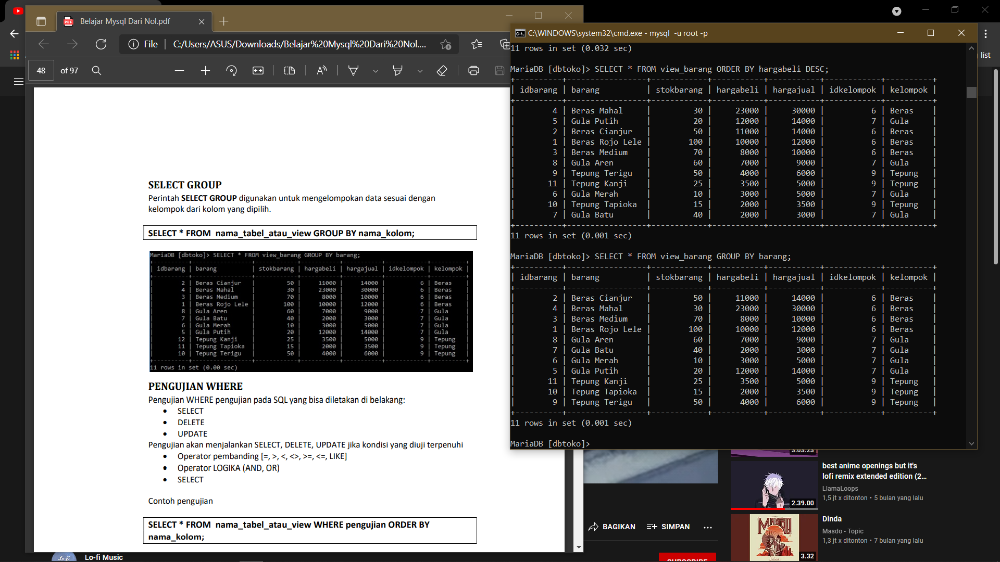 Belajar Mysql Dari Nol.pdf
File | C:/Users/ASUS/Downloads/Belajar%20Mysql%20Dari%20Nol....
48 of 97
SELECT GROUP
Perintah SELECT GROUP digunakan untuk mengelompokan data sesuai dengan
kelompok dari kolom yang dipilih.
SELECT * FROM nama_tabel_atau_view GROUP BY nama_kolom;
MariaDB [dbtoko]> SELECT * FROM view_barang GROUP BY barang;
| idbarang | barang | stokbarang | hargabeli | hargajual | idkelompok | kelompok |
| 2 | Beras Cianjur | 50 | 11000 | 14000 | 6 | Beras |
| 4 | Beras Mahal | 30 | 23000 | 30000 | 6 | Beras |
| 3 | Beras Medium | 70 | 8000 | 10000 | 6 | Beras |
| 1 | Beras Rojo Lele | 100 | 10000 | 12000 | 6 | Beras |
| 8 | Gula Aren | 60 | 7000 | 9000 | 7 | Gula |
| 7 | Gula Batu | 40 | 2000 | 3000 | 7 | Gula |
| 6 | Gula Merah | 10 | 3000 | 5000 | 7 | Gula |
| 5 | Gula Putih | 20 | 12000 | 14000 | 7 | Gula |
| 12 | Tepung Kanji | 25 | 3500 | 5000 | 9 | Tepung |
| 11 | Tepung Tapioka | 15 | 2000 | 3500 | 9 | Tepung |
| 10 | Tepung Terigu | 50 | 4000 | 6000 | 9 | Tepung |
11 rows in set (0.00 sec)
PENGUJIAN WHERE
Pengujian WHERE pengujian pada SQL yang bisa diletakan di belakang:
• SELECT
• DELETE
• UPDATE
Pengujian akan menjalankan SELECT, DELETE, UPDATE jika kondisi yang diuji terpenuhi
• Operator pembanding [=, >, <, <>, >=, <=, LIKE]
• Operator LOGIKA (AND, OR)
• SELECT
Contoh pengujian
SELECT * FROM nama_tabel_atau_view WHERE pengujian ORDER BY
nama_kolom;
C:\WINDOWS\system32\cmd.exe - mysql -u root -p
11 rows in set (0.032 sec)
MariaDB [dbtoko]> SELECT * FROM view_barang ORDER BY hargabeli DESC;
| idbarang | barang | stokbarang | hargabeli | hargajual | idkelompok | kelompok |
| 4 | Beras Mahal | 30 | 23000 | 30000 | 6 | Beras |
| 5 | Gula Putih | 20 | 12000 | 14000 | 7 | Gula |
| 2 | Beras Cianjur | 50 | 11000 | 14000 | 6 | Beras |
| 1 | Beras Rojo Lele | 100 | 10000 | 12000 | 6 | Beras |
| 3 | Beras Medium | 70 | 8000 | 10000 | 6 | Beras |
| 8 | Gula Aren | 60 | 7000 | 9000 | 7 | Gula |
| 9 | Tepung Terigu | 50 | 4000 | 6000 | 9 | Tepung |
| 11 | Tepung Kanji | 25 | 3500 | 5000 | 9 | Tepung |
| 6 | Gula Merah | 10 | 3000 | 5000 | 7 | Gula |
| 10 | Tepung Tapioka | 15 | 2000 | 3500 | 9 | Tepung |
| 7 | Gula Batu | 40 | 2000 | 3000 | 7 | Gula |
11 rows in set (0.001 sec)
MariaDB [dbtoko]> SELECT * FROM view_barang GROUP BY barang;
| idbarang | barang | stokbarang | hargabeli | hargajual | idkelompok | kelompok |
| 2 | Beras Cianjur | 50 | 11000 | 14000 | 6 | Beras |
| 4 | Beras Mahal | 30 | 23000 | 30000 | 6 | Beras |
| 3 | Beras Medium | 70 | 8000 | 10000 | 6 | Beras |
| 1 | Beras Rojo Lele | 100 | 10000 | 12000 | 6 | Beras |
| 8 | Gula Aren | 60 | 7000 | 9000 | 7 | Gula |
| 7 | Gula Batu | 40 | 2000 | 3000 | 7 | Gula |
| 6 | Gula Merah | 10 | 3000 | 5000 | 7 | Gula |
| 5 | Gula Putih | 20 | 12000 | 14000 | 7 | Gula |
| 11 | Tepung Kanji | 25 | 3500 | 5000 | 9 | Tepung |
| 10 | Tepung Tapioka | 15 | 2000 | 3500 | 9 | Tepung |
| 9 | Tepung Terigu | 50 | 4000 | 6000 | 9 | Tepung |
11 rows in set (0.001 sec)
MariaDB [dbtoko]>
list
3.03.23
best anime openings but it's
lofi remix extended edition (2...
LlamaLoops
1,5 jt x ditonton • 5 bulan yang lalu
2.39.00
BAGIKAN
SIMPAN
Dinda
Masdo - Topic
1,3 jt x ditonton • 7 bulan yang lalu
MASDO
3.32
Lo-fi
Lo-fi Music
SUBSCRIBE